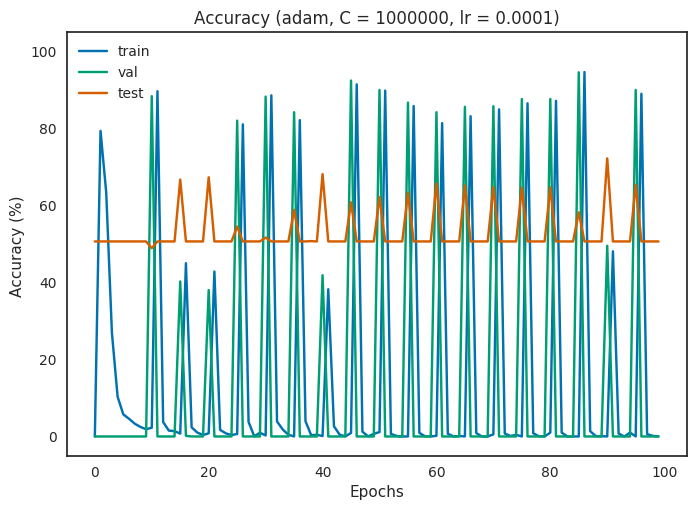 Accuracy (adam, C = 1000000, lr = 0.0001)
train
val
test
100
80
60
40
20
0
Accuracy (%)
0 20 40 60 80 100
Epochs